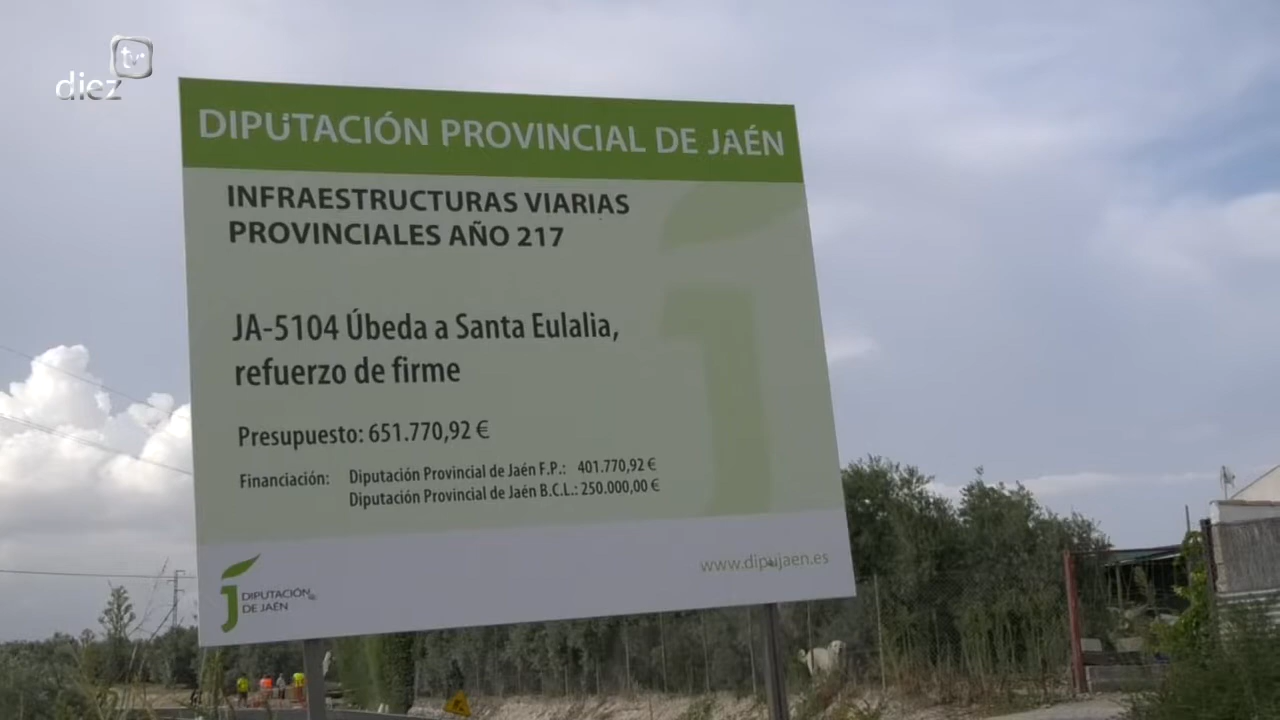 diez tv
DIPUTACIÓN PROVINCIAL DE JAÉN
INFRAESTRUCTURAS VIARIAS
PROVINCIALES AÑO 217
JA-5104 Úbeda a Santa Eulalia,
refuerzo de firme
Presupuesto: 651.770,92 €
Financiación: Diputación Provincial de Jaén F.P.: 401.770,92 €
Diputación Provincial de Jaén B.C.L.: 250.000,00 €
www.dipujaen.es
DIPUTACIÓN
DE JAÉN